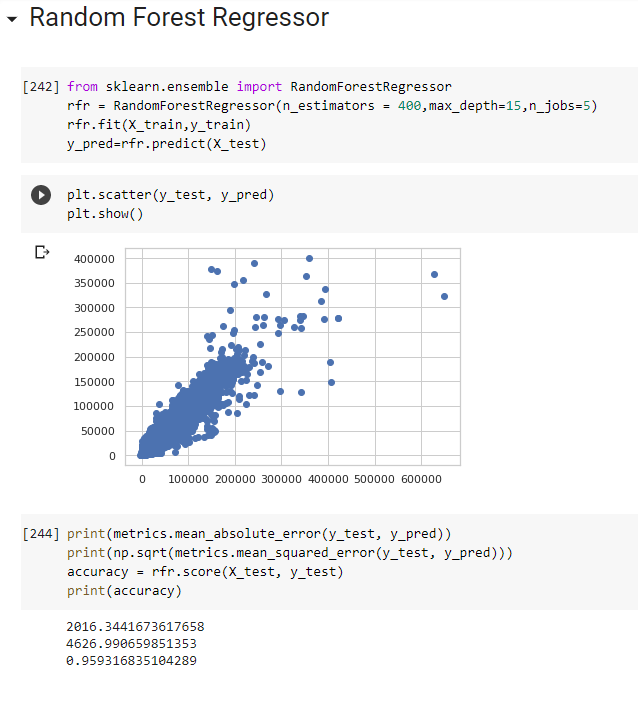 Random Forest Regressor
[242] from sklearn.ensemble import RandomForestRegressor
rfr = RandomForestRegressor(n_estimators = 400,max_depth=15,n_jobs=5)
rfr.fit(X_train,y_train)
y_pred=rfr.predict(X_test)
plt.scatter(y_test, y_pred)
plt.show()
400000
350000
300000
250000
200000
150000
100000
50000
0
0 100000 200000 300000 400000 500000 600000
[244] print(metrics.mean_absolute_error(y_test, y_pred))
print(np.sqrt(metrics.mean_squared_error(y_test, y_pred)))
accuracy = rfr.score(X_test, y_test)
print(accuracy)
2016.3441673617658
4626.990659851353
0.959316835104289